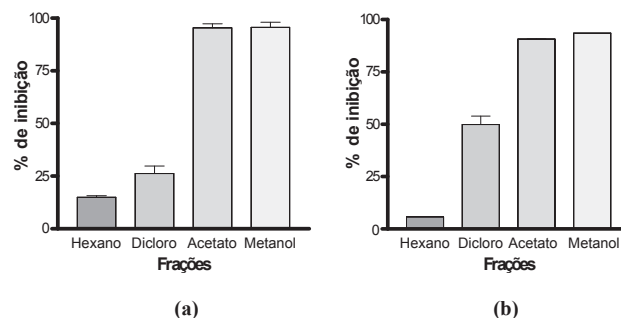 % de inibição
100
75
50
25
0
Hexano Dicloro Acetato Metanol
Frações
(a)
% de inibição
100
75
50
25
0
Hexano Dicloro Acetato Metanol
Frações
(b)